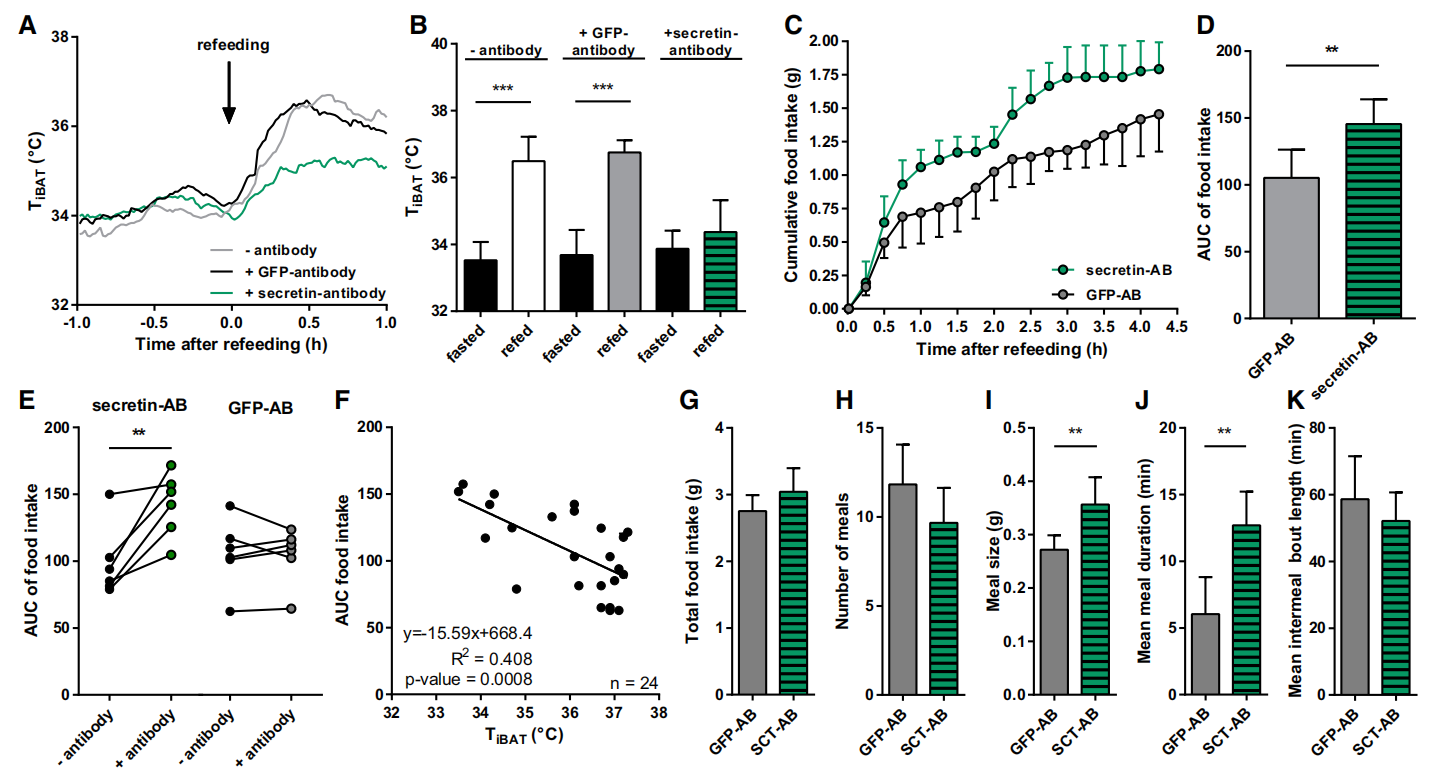 A
38
36
34
32
T iBAT (°C)
refeeding
- antibody
+ GFP-antibody
+ secretin-antibody
-1.0 -0.5 0.0 0.5 1.0
Time after refeeding (h)
B
40
38
36
34
32
T iBAT (°C)
- antibody
+ GFP-
antibody
+secretin-
antibody
***
***
fasted refed fasted refed fasted refed
C
2.00
1.75
1.50
1.25
1.00
0.75
0.50
0.25
0.00
Cumulative food intake (g)
secretin-AB
GFP-AB
0.0 0.5 1.0 1.5 2.0 2.5 3.0 3.5 4.0 4.5
Time after refeeding (h)
D
200
150
100
50
0
AUC of food intake
**
GFP-AB secretin-AB
E
secretin-AB GFP-AB
**
200
150
100
50
0
AUC of food intake
- antibody + antibody - antibody + antibody
F
200
150
100
50
0
AUC food intake
y=-15.59x+668.4
R2 = 0.408
p-value = 0.0008
n = 24
32 33 34 35 36 37 38
T iBAT (°C)
G
4
3
2
1
0
Total food intake (g)
GFP-AB SCT-AB
H
15
10
5
0
Number of meals
GFP-AB SCT-AB
I
0.5
0.4
0.3
0.2
0.1
0.0
Meal size (g)
**
GFP-AB SCT-AB
J
20
15
10
5
0
Mean meal duration (min)
**
GFP-AB SCT-AB
K
80
60
40
20
0
Mean intermeal bout length (min)
GFP-AB SCT-AB